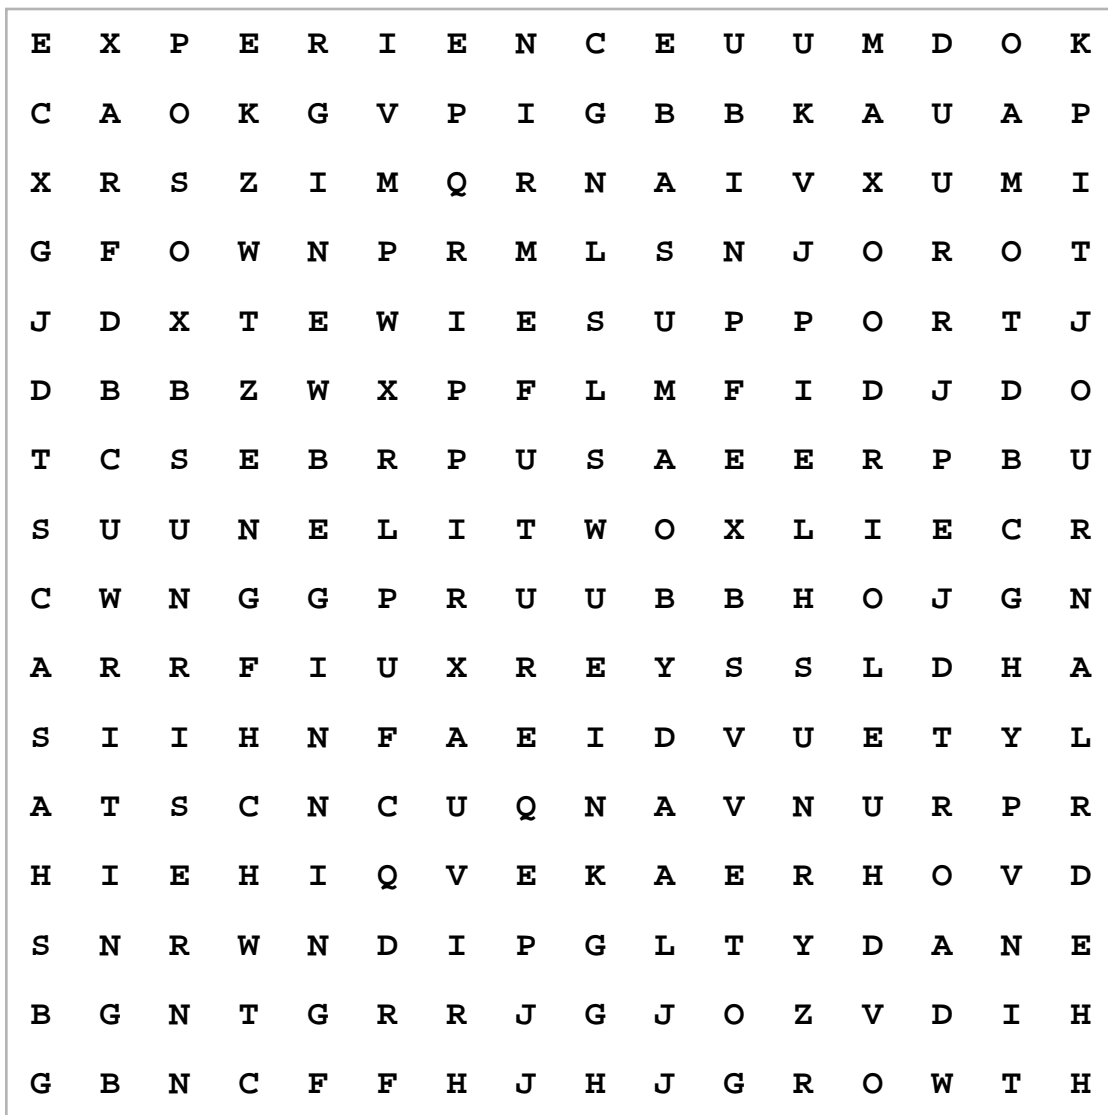 E X P E R I E N C E U U M D O K
C A O K G V P I G B B K A U A P
X R S Z I M Q R N A I V X U M I
G F O W N P R M L S N J O R O T
J D X T E W I E S U P P O R T J
D B B Z W X P F L M F I D J D O
T C S E B R P U S A E E R P B U
S U U N E L I T W O X L I E C R
C W N G G P R U U B B H O J G N
A R R F I U X R E Y S S L D H A
S I I H N F A E I D V U E T Y L
A T S C N C U Q N A V N U R P R
H I E H I Q V E K A E R H O V D
S N R W N D I P G L T Y D A N E
B G N T G R R J G J O Z V D I H
G B N C F F H J H J G R O W T H